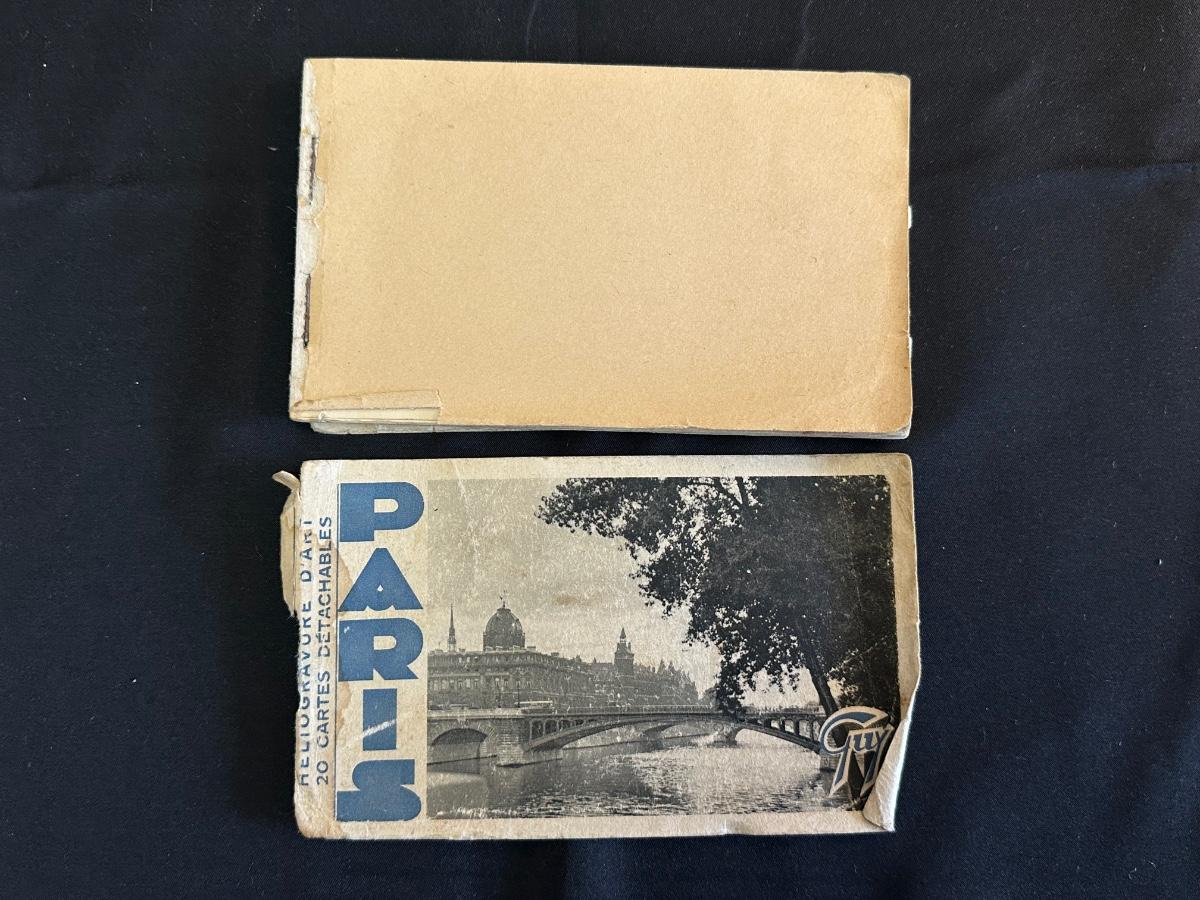 HELIOGRAVURE D'ART
20 CARTES DÉTACHABLES
PARIS
Guy